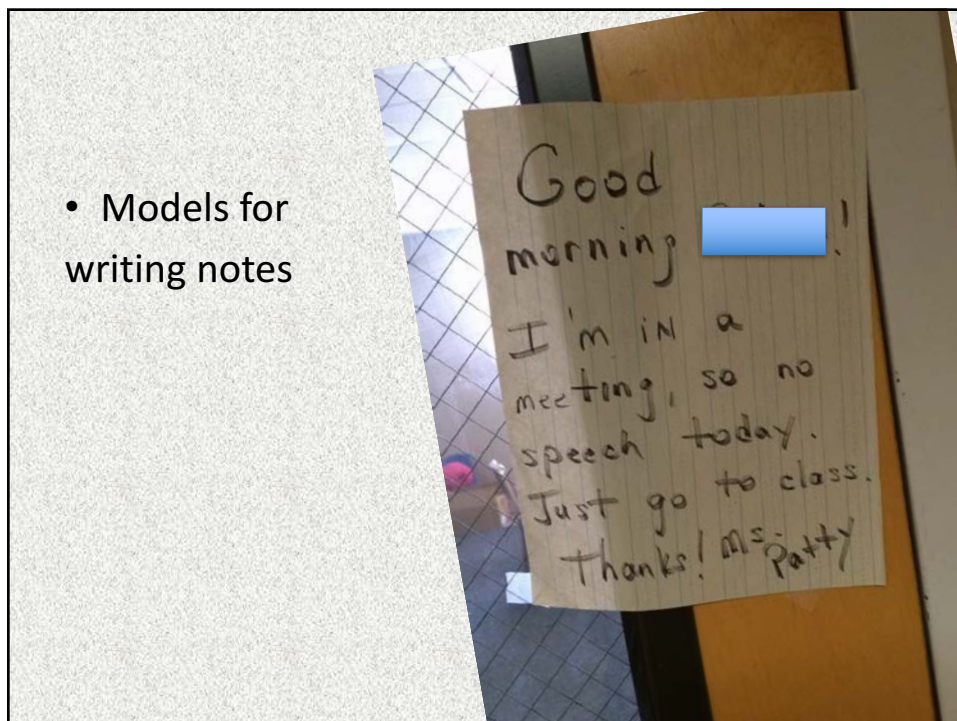 • Models for
writing notes
Good
morning !
I'm iN a
meeting, so no
speech today.
Just go to class.
Thanks! Ms. Patty